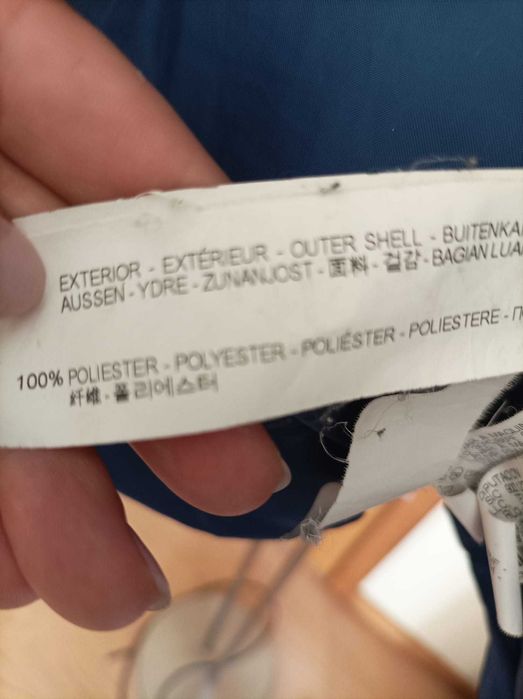 EXTERIOR - EXTÉRIEUR - OUTER SHELL - BUITENKA
AUSSEN - YDRE - ZUNANJOST - 面料 - 겉감 - BAGIAN LUA
100% POLIESTER - POLYESTER - POLIÉSTER - POLIESTERE - П
纤维 - 폴리에스터